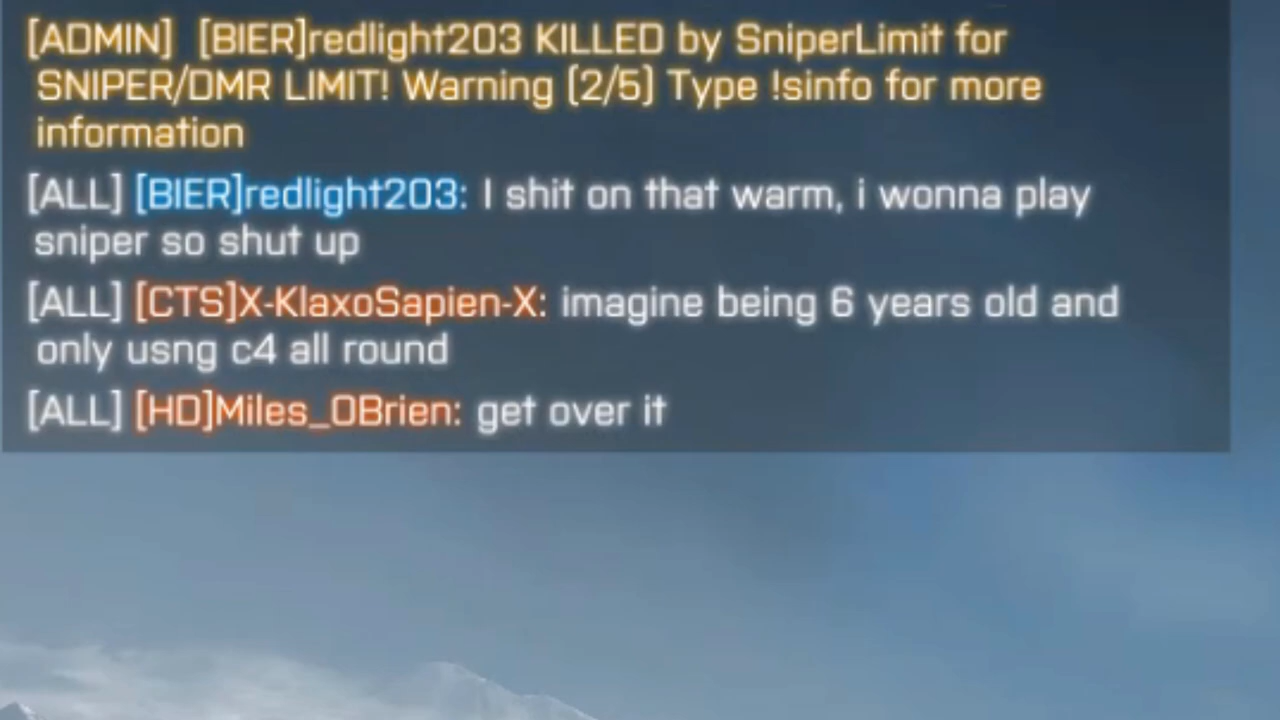 [ADMIN] [BIER]redlight203 KILLED by SniperLimit for
SNIPER/DMR LIMIT! Warning (2/5) Type !sinfo for more
information
[ALL] [BIER]redlight203: I shit on that warm, i wonna play
sniper so shut up
[ALL] [CTS]X-KlaxoSapien-X: imagine being 6 years old and
only usng c4 all round
[ALL] [HD]Miles_OBrien: get over it